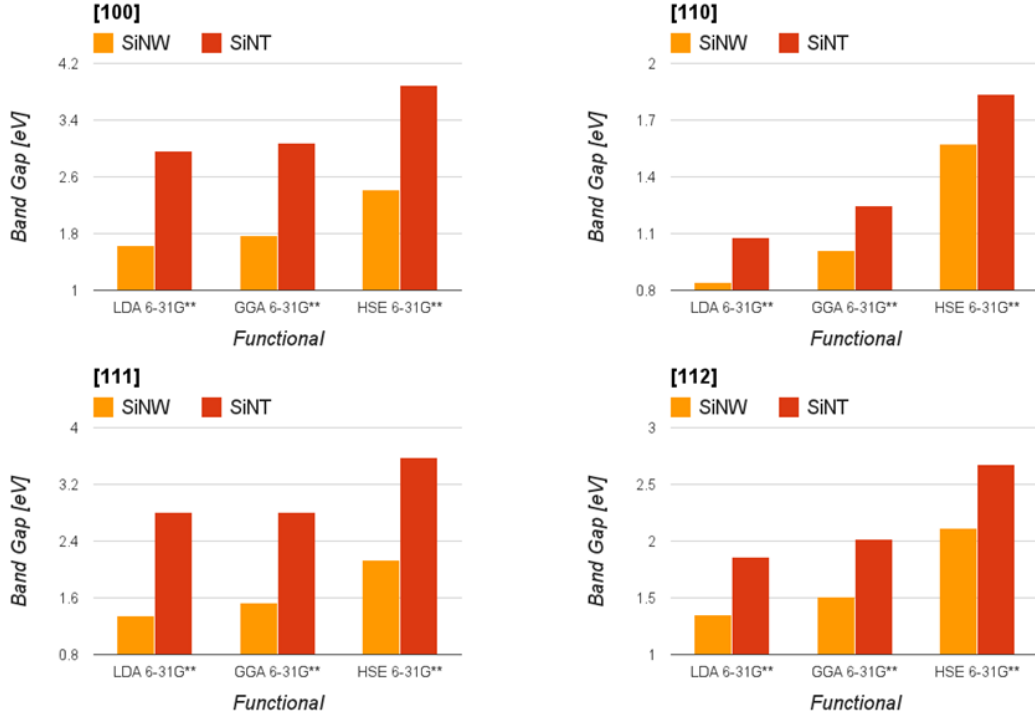 [100]
SiNW SiNT
4.2
3.4
2.6
1.8
1
Band Gap [eV]
LDA 6-31G** GGA 6-31G** HSE 6-31G**
Functional
[110]
SiNW SiNT
2
1.7
1.4
1.1
0.8
Band Gap [eV]
LDA 6-31G** GGA 6-31G** HSE 6-31G**
Functional
[111]
SiNW SiNT
4
3.2
2.4
1.6
0.8
Band Gap [eV]
LDA 6-31G** GGA 6-31G** HSE 6-31G**
Functional
[112]
SiNW SiNT
3
2.5
2
1.5
1
Band Gap [eV]
LDA 6-31G** GGA 6-31G** HSE 6-31G**
Functional